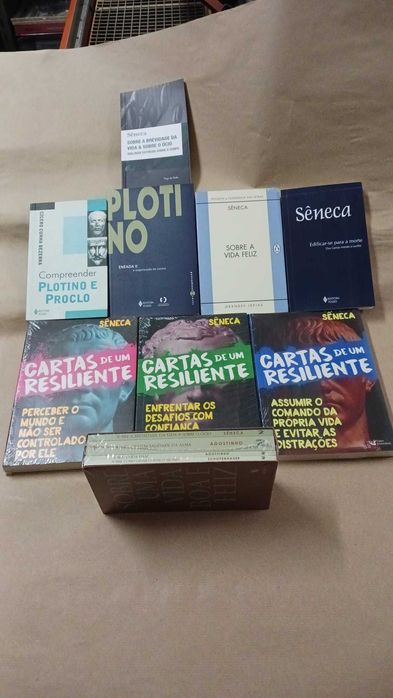 Sêneca
SOBRE A BREVIDADE DA
VIDA & SOBRE O ÓCIO
CÍCERO CUNHA BEZERRA
Compreender
PLOTINO E
PROCLO
PLOTI
NO
ENÉADA II
SÊNECA
SOBRE A
VIDA FELIZ
GRANDES IDEIAS
Sêneca
Edificar-se para a morte
SÊNECA
CARTAS DE UM
RESILIENTE
PERCEBER O
MUNDO E
NÃO SER
CONTROLADO
POR ELE
SÊNECA
CARTAS DE UM
RESILIENTE
ENFRENTAR OS
DESAFIOS COM
CONFIANÇA
SÊNECA
CARTAS DE UM
RESILIENTE
ASSUMIR O
COMANDO DA
PRÓPRIA VIDA
E EVITAR AS
DISTRAÇÕES
SÊNECA
AGOSTINHO
AGOSTINHO
SCHOPENHAUER